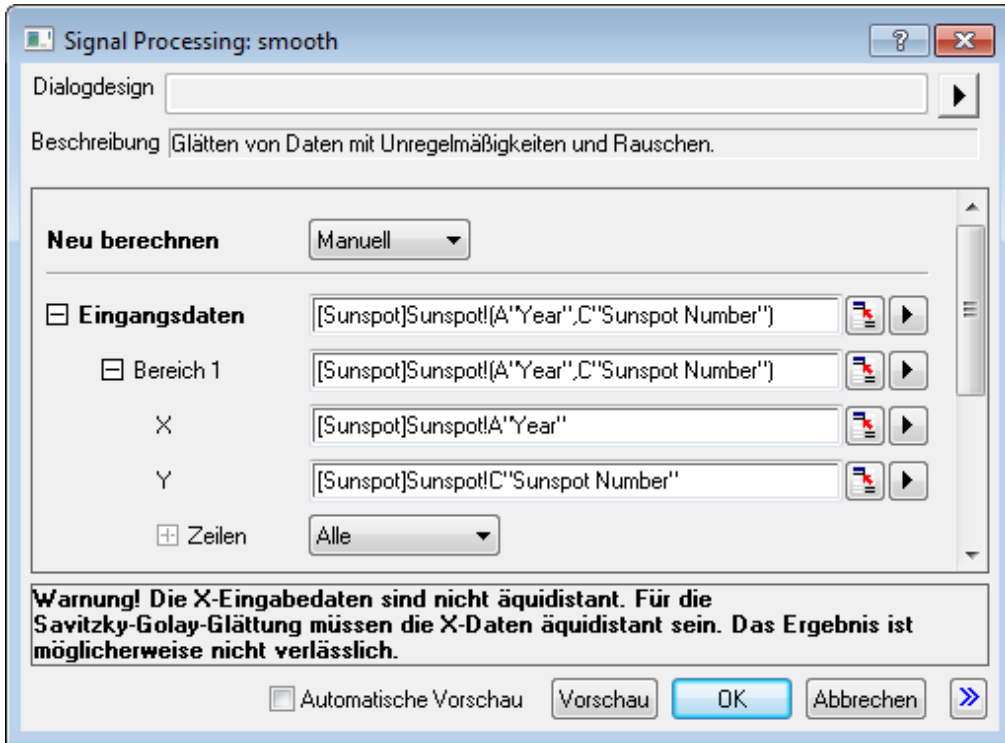 Signal Processing: smooth
Dialogdesign
Beschreibung Glätten von Daten mit Unregelmäßigkeiten und Rauschen.
Neu berechnen Manuell
Eingangsdaten [Sunspot]Sunspot!(A"Year",C"Sunspot Number")
Bereich 1 [Sunspot]Sunspot!(A"Year",C"Sunspot Number")
X [Sunspot]Sunspot!A"Year"
Y [Sunspot]Sunspot!C"Sunspot Number"
Zeilen Alle
Warnung! Die X-Eingabedaten sind nicht äquidistant. Für die
Savitzky-Golay-Glättung müssen die X-Daten äquidistant sein. Das Ergebnis ist
möglicherweise nicht verlässlich.
Automatische Vorschau Vorschau OK Abbrechen